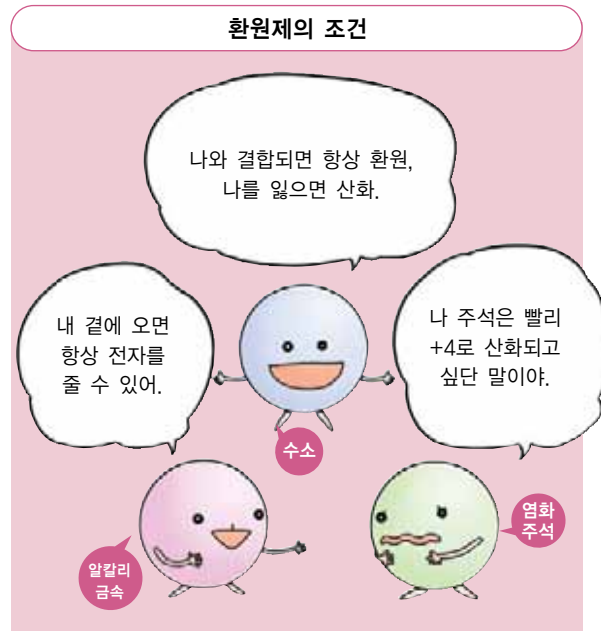 환원제의 조건
나와 결합되면 항상 환원,
나를 잃으면 산화.
내 곁에 오면
항상 전자를
줄 수 있어.
나 주석은 빨리
+4로 산화되고
싶단 말이야.
수소
알칼리
금속
염화
주석